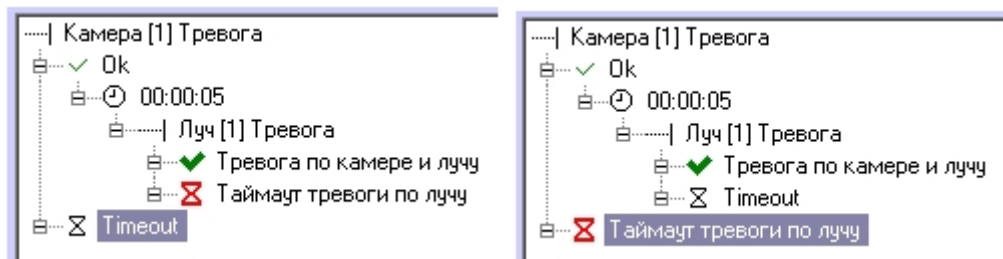 Камера [1] Тревога
Ok
00:00:05
Луч [1] Тревога
Тревога по камере и лучу
Таймаут тревоги по лучу
Timeout
Камера [1] Тревога
Ok
00:00:05
Луч [1] Тревога
Тревога по камере и лучу
Timeout
Таймаут тревоги по лучу